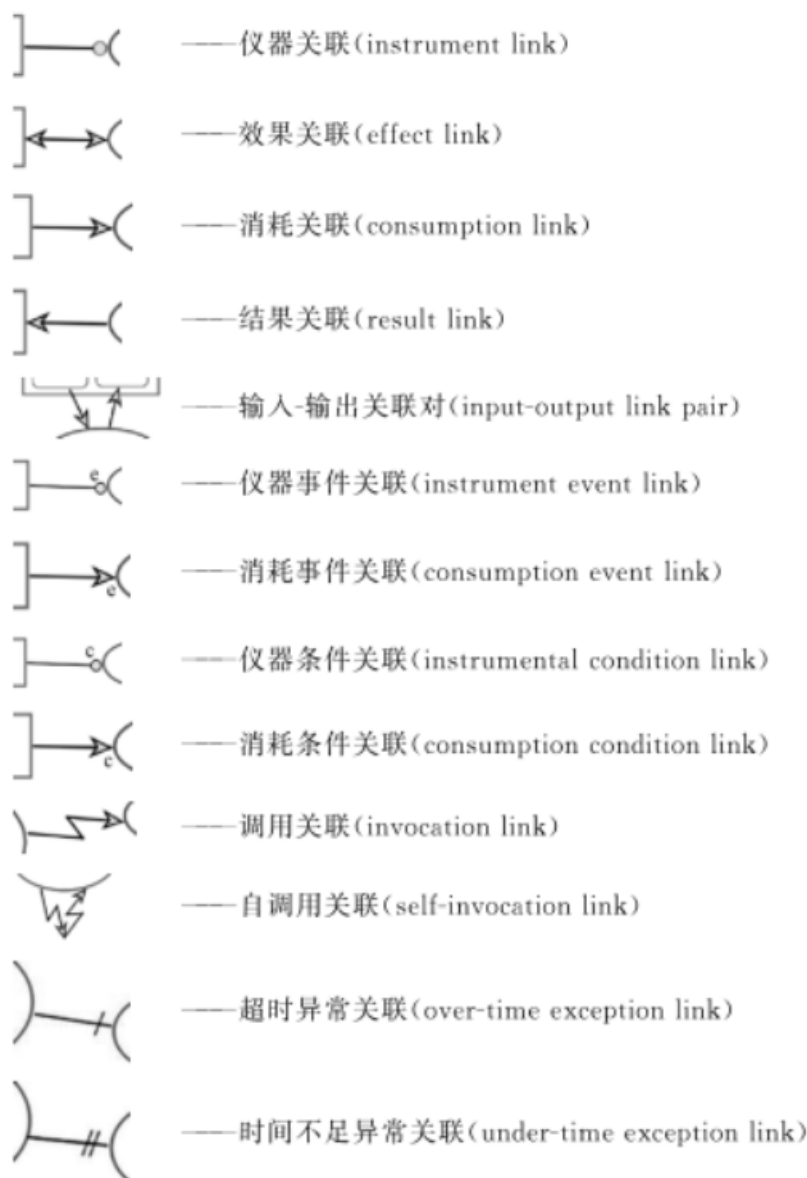 ——仪器关联(instrument link)
——效果关联(effect link)
——消耗关联(consumption link)
——结果关联(result link)
——输入-输出关联对(input-output link pair)
e ——仪器事件关联(instrument event link)
e ——消耗事件关联(consumption event link)
c ——仪器条件关联(instrumental condition link)
c ——消耗条件关联(consumption condition link)
——调用关联(invocation link)
——自调用关联(self-invocation link)
——超时异常关联(over-time exception link)
——时间不足异常关联(under-time exception link)